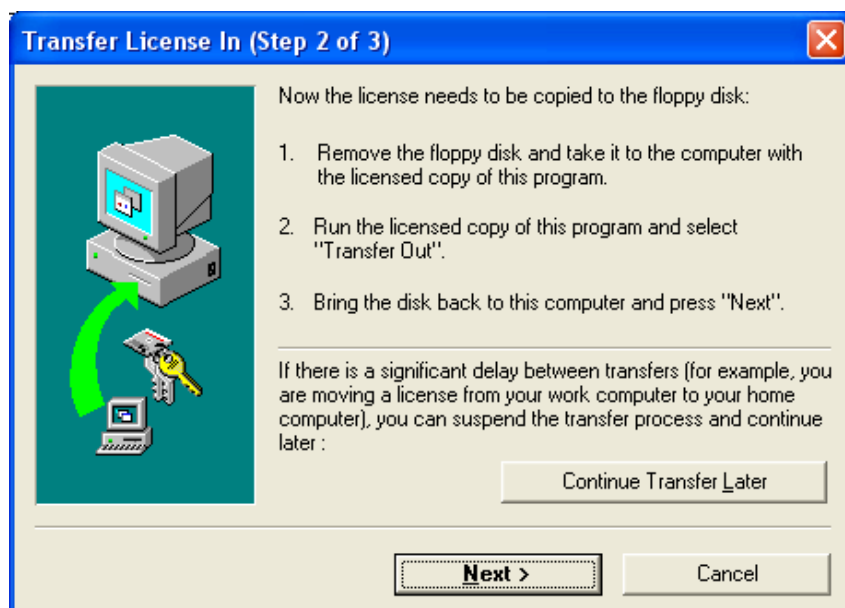 Transfer License In (Step 2 of 3)
Now the license needs to be copied to the floppy disk:
1. Remove the floppy disk and take it to the computer with
the licensed copy of this program.
2. Run the licensed copy of this program and select
"Transfer Out".
3. Bring the disk back to this computer and press "Next".
If there is a significant delay between transfers (for example, you
are moving a license from your work computer to your home
computer), you can suspend the transfer process and continue
later :
Continue Transfer Later
Next >
Cancel